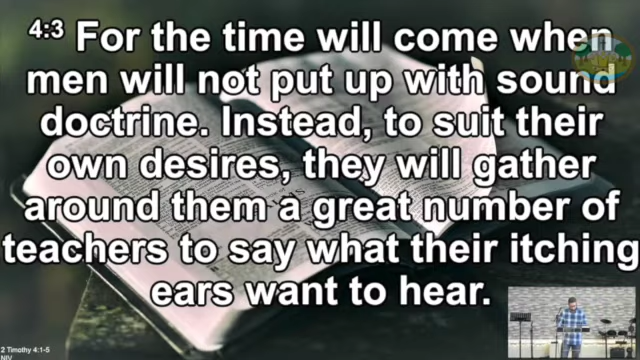 4:3 For the time will come when
men will not put up with sound
doctrine. Instead, to suit their
own desires, they will gather
around them a great number of
teachers to say what their itching
ears want to hear.
2 Timothy 4:1-5
NIV